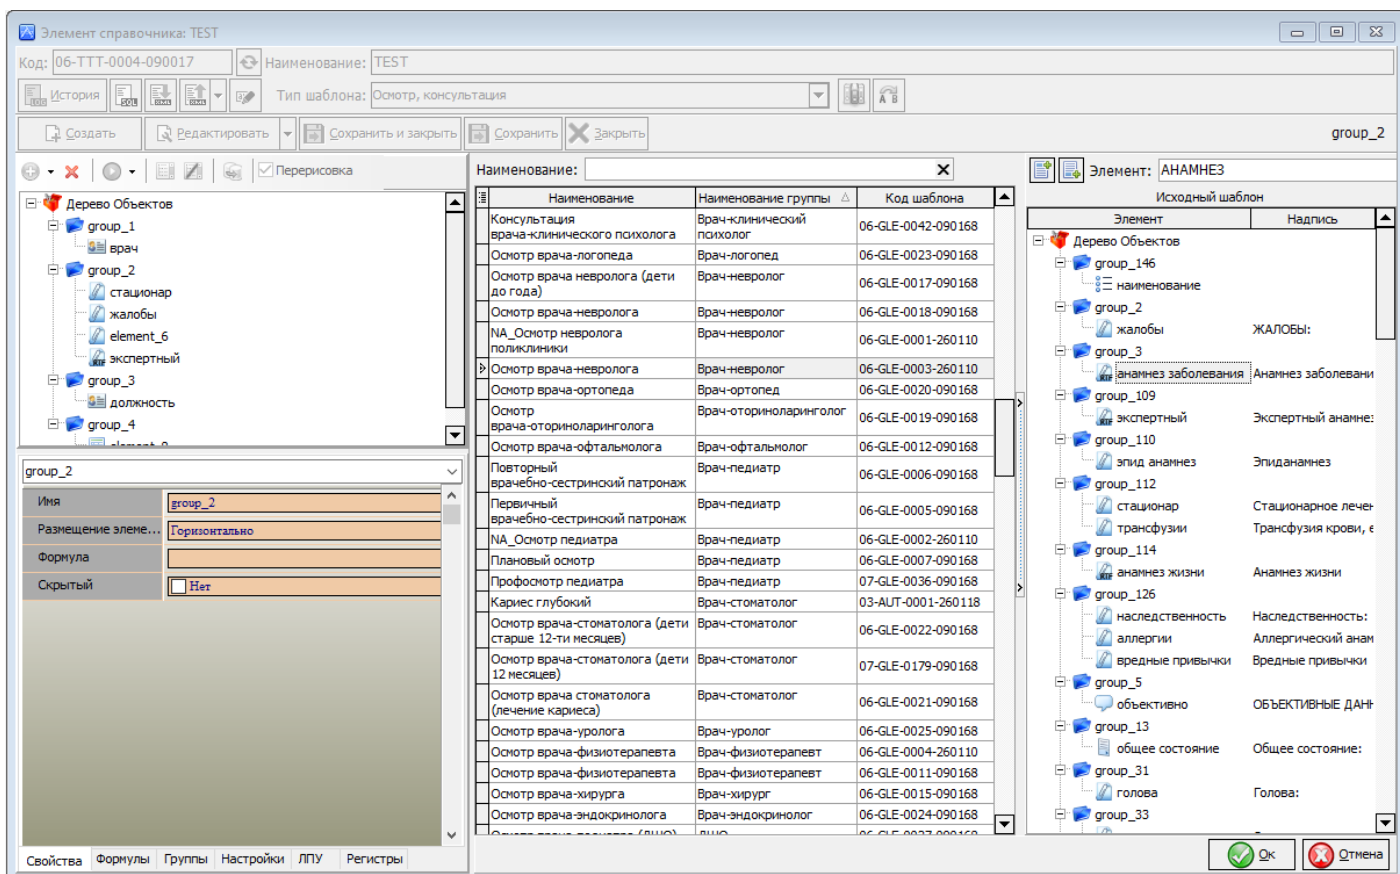 Элемент справочника: TEST
Код: 06-TTT-0004-090017 Наименование: TEST
История Тип шаблона: Осмотр, консультация
Создать Редактировать Сохранить и закрыть Сохранить Закрыть group_2
Перерисовка
Дерево Объектов
group_1
врач
group_2
стационар
жалобы
element_6
экспертный
group_3
должность
group_4
group_2
Имя group_2
Размещение элеме... Горизонтально
Формула
Скрытый Нет
Свойства Формулы Группы Настройки ЛПУ Регистры
Наименование:
Наименование Наименование группы Код шаблона
Консультация Врач-клинический
врача-клинического психолога психолог 06-GLE-0042-090168
Осмотр врача-логопеда Врач-логопед 06-GLE-0023-090168
Осмотр врача невролога (дети Врач-невролог
до года) 06-GLE-0017-090168
Осмотр врача-невролога Врач-невролог 06-GLE-0018-090168
NA_Осмотр невролога Врач-невролог
поликлиники 06-GLE-0001-260110
Осмотр врача-невролога Врач-невролог 06-GLE-0003-260110
Осмотр врача-ортопеда Врач-ортопед 06-GLE-0020-090168
Осмотр Врач-оториноларинголог
врача-оториноларинголога 06-GLE-0019-090168
Осмотр врача-офтальмолога Врач-офтальмолог 06-GLE-0012-090168
Повторный Врач-педиатр
врачебно-сестринский патронаж 06-GLE-0006-090168
Первичный Врач-педиатр
врачебно-сестринский патронаж 06-GLE-0005-090168
NA_Осмотр педиатра Врач-педиатр 06-GLE-0002-260110
Плановый осмотр Врач-педиатр 06-GLE-0007-090168
Профосмотр педиатра Врач-педиатр 07-GLE-0036-090168
Кариес глубокий Врач-стоматолог 03-AUT-0001-260118
Осмотр врача-стоматолога (дети Врач-стоматолог
старше 12-ти месяцев) 06-GLE-0022-090168
Осмотр врача-стоматолога (дети Врач-стоматолог
12 месяцев) 07-GLE-0179-090168
Осмотр врача стоматолога Врач-стоматолог
(лечение кариеса) 06-GLE-0021-090168
Осмотр врача-уролога Врач-уролог 06-GLE-0025-090168
Осмотр врача-физиотерапевта Врач-физиотерапевт 06-GLE-0004-260110
Осмотр врача-физиотерапевта Врач-физиотерапевт 06-GLE-0011-090168
Осмотр врача-хирурга Врач-хирург 06-GLE-0015-090168
Осмотр врача-эндокринолога Врач-эндокринолог 06-GLE-0024-090168
Элемент: АНАМНЕЗ
Исходный шаблон
Элемент Надпись
Дерево Объектов
group_146
наименование
group_2
жалобы ЖАЛОБЫ:
group_3
анамнез заболевания Анамнез заболевани
group_109
экспертный Экспертный анамнез
group_110
эпид анамнез Эпиданамнез
group_112
стационар Стационарное лечен
трансфузии Трансфузия крови, е
group_114
анамнез жизни Анамнез жизни
group_126
наследственность Наследственность:
аллергии Аллергический анам
вредные привычки Вредные привычки
group_5
объективно ОБЪЕКТИВНЫЕ ДАНН
group_13
общее состояние Общее состояние:
group_31
голова Голова:
group_33
Ок Отмена